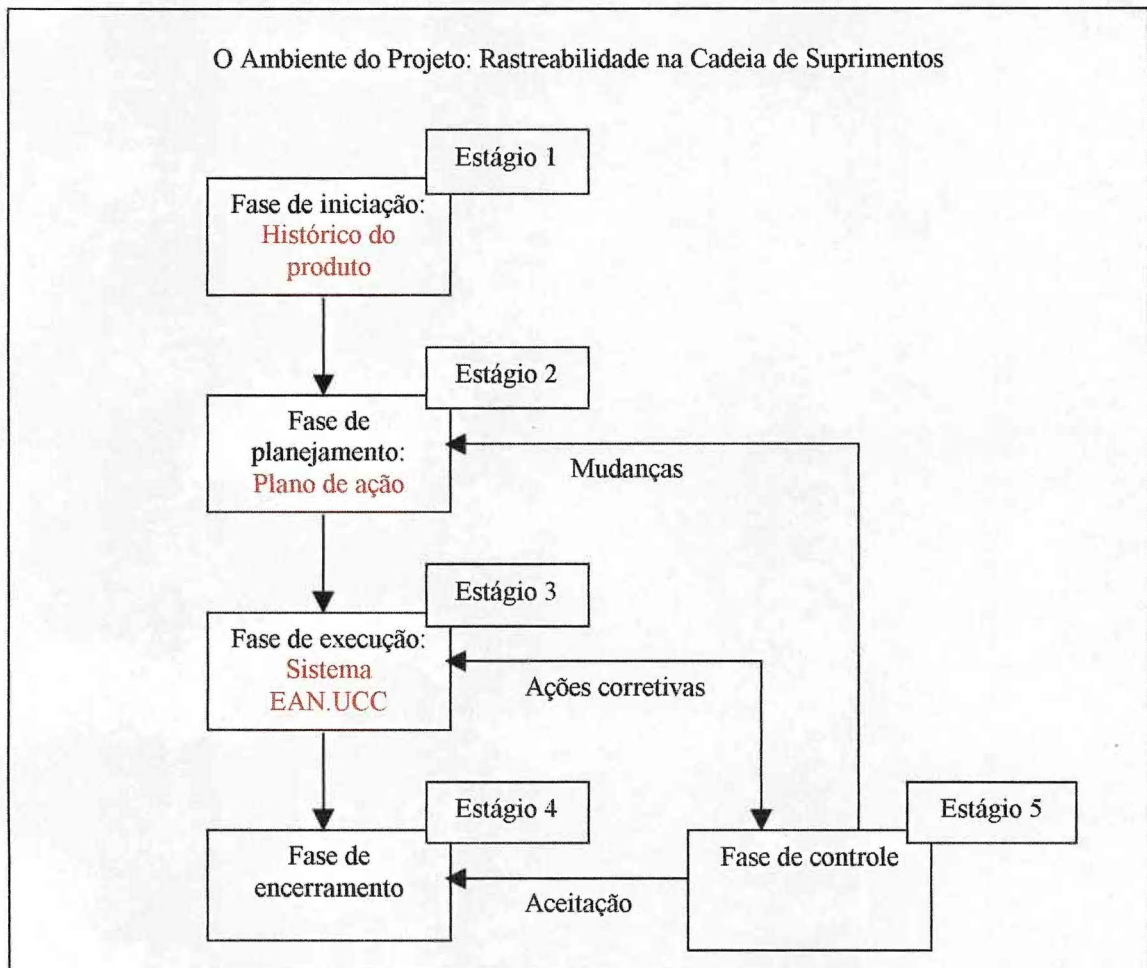 O Ambiente do Projeto: Rastreabilidade na Cadeia de Suprimentos
Estágio 1
Fase de iniciação:
Histórico do
produto
Estágio 2
Fase de
planejamento:
Plano de ação
Mudanças
Estágio 3
Fase de execução:
Sistema
EAN.UCC
Ações corretivas
Estágio 4
Fase de
encerramento
Aceitação
Estágio 5
Fase de controle